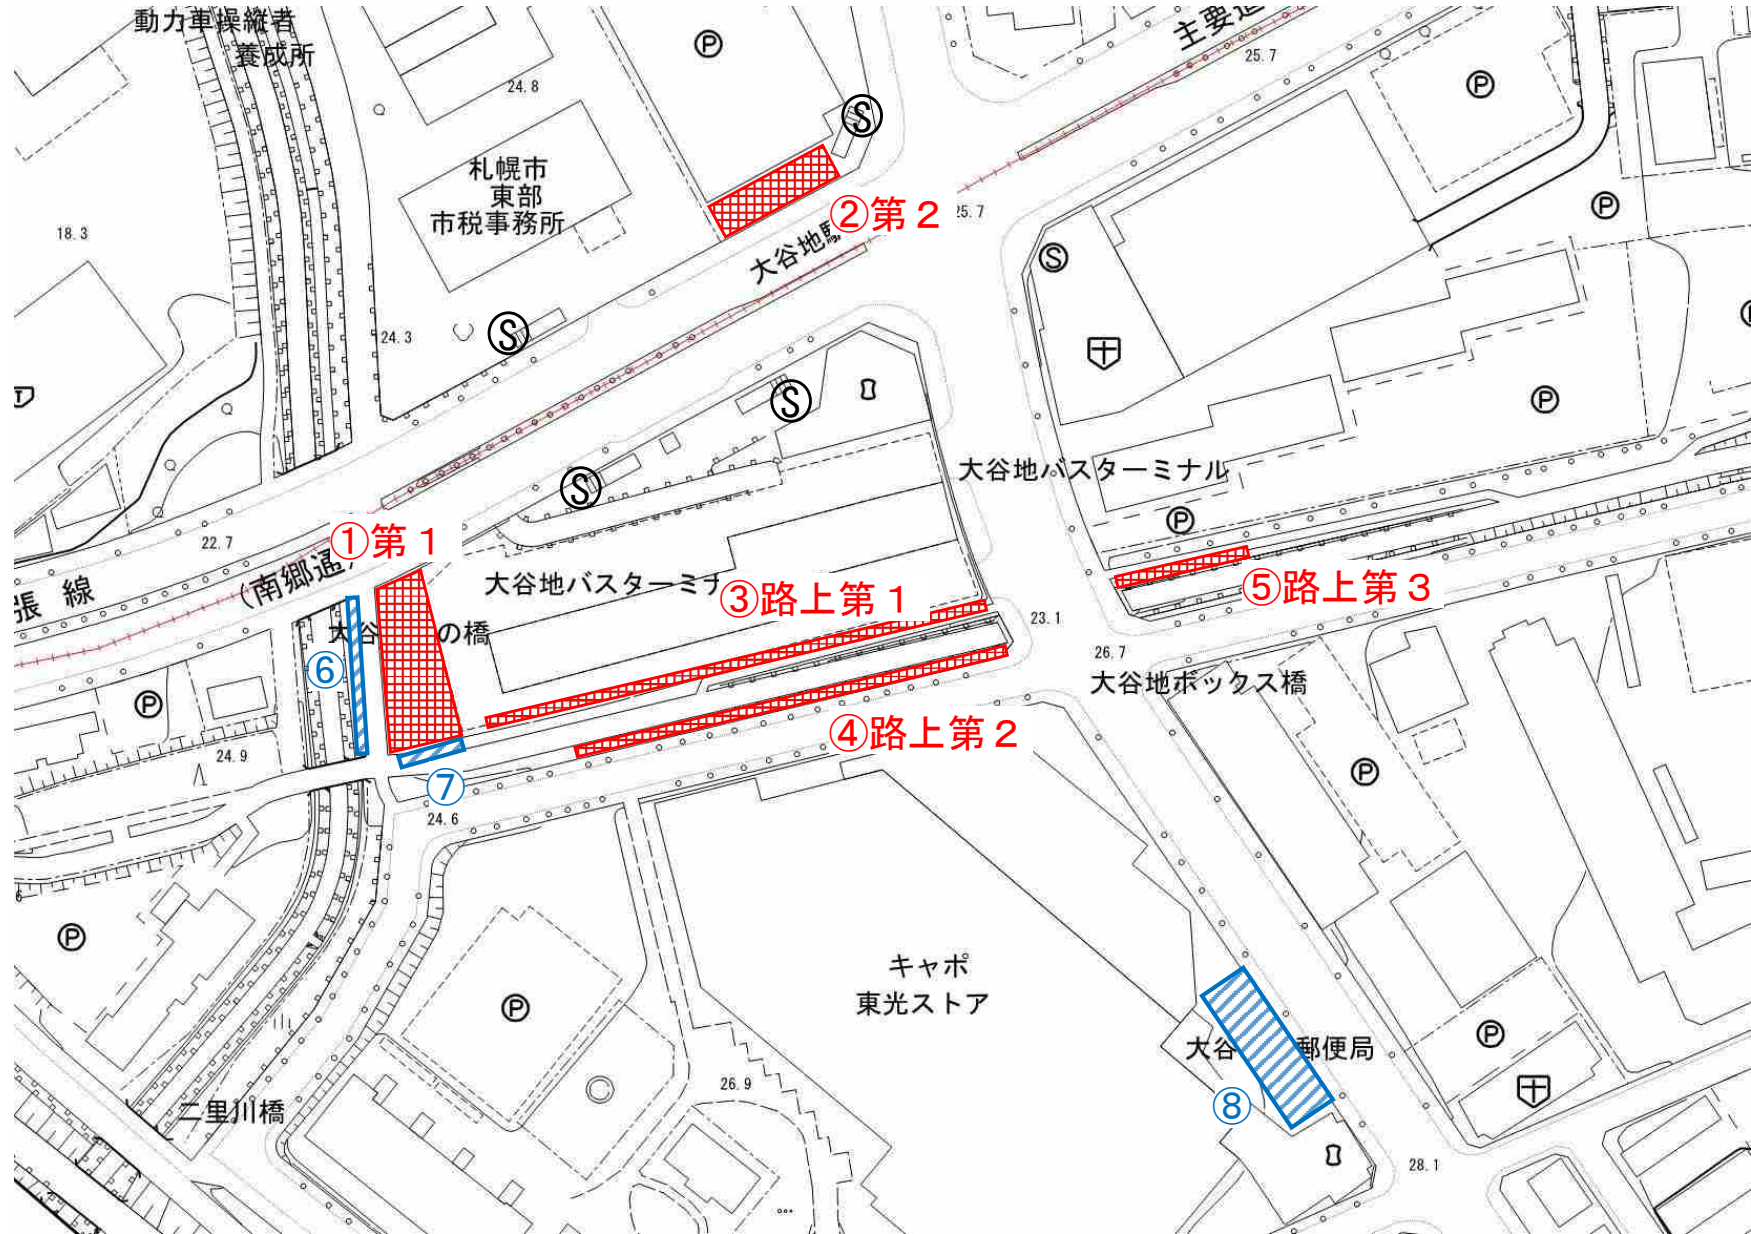 動力車操縦者
養成所
主要道
25.7
Ⓟ
24.8
Ⓟ
Ⓢ
札幌市
東部
市税事務所
②第２
Ⓟ
18.3
25.7
大谷地駅
Ⓢ
Ⓢ
24.3
Ⓢ
Ⓟ
大谷地バスターミナル
Ⓢ
①第１
22.7
Ⓟ
(南郷通)
張線
大谷地バスターミナ
③路上第１
⑤路上第３
大谷
の橋
23.1
⑥
26.7
大谷地ボックス橋
Ⓟ
④路上第２
24.9
⑦
Ⓟ
24.6
Ⓟ
キャポ
東光ストア
Ⓟ
Ⓟ
大谷
郵便局
26.9
⑧
二里川橋
28.1